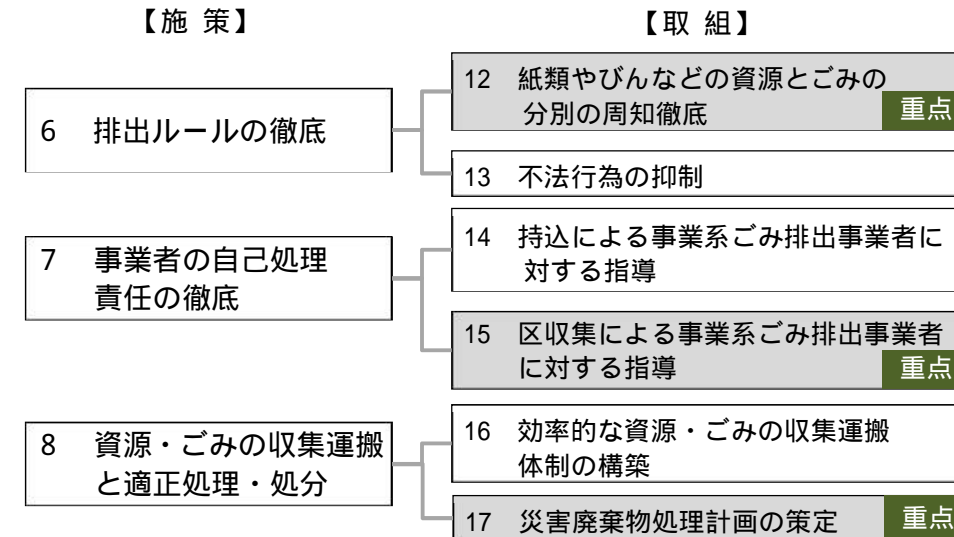 【施 策】
【取 組】
6 排出ルールの徹底
12 紙類やびんなどの資源とごみの
分別の周知徹底
重点
13 不法行為の抑制
7 事業者の自己処理
責任の徹底
14 持込による事業系ごみ排出事業者に
対する指導
15 区収集による事業系ごみ排出事業者
に対する指導
重点
8 資源・ごみの収集運搬
と適正処理・処分
16 効率的な資源・ごみの収集運搬
体制の構築
17 災害廃棄物処理計画の策定
重点